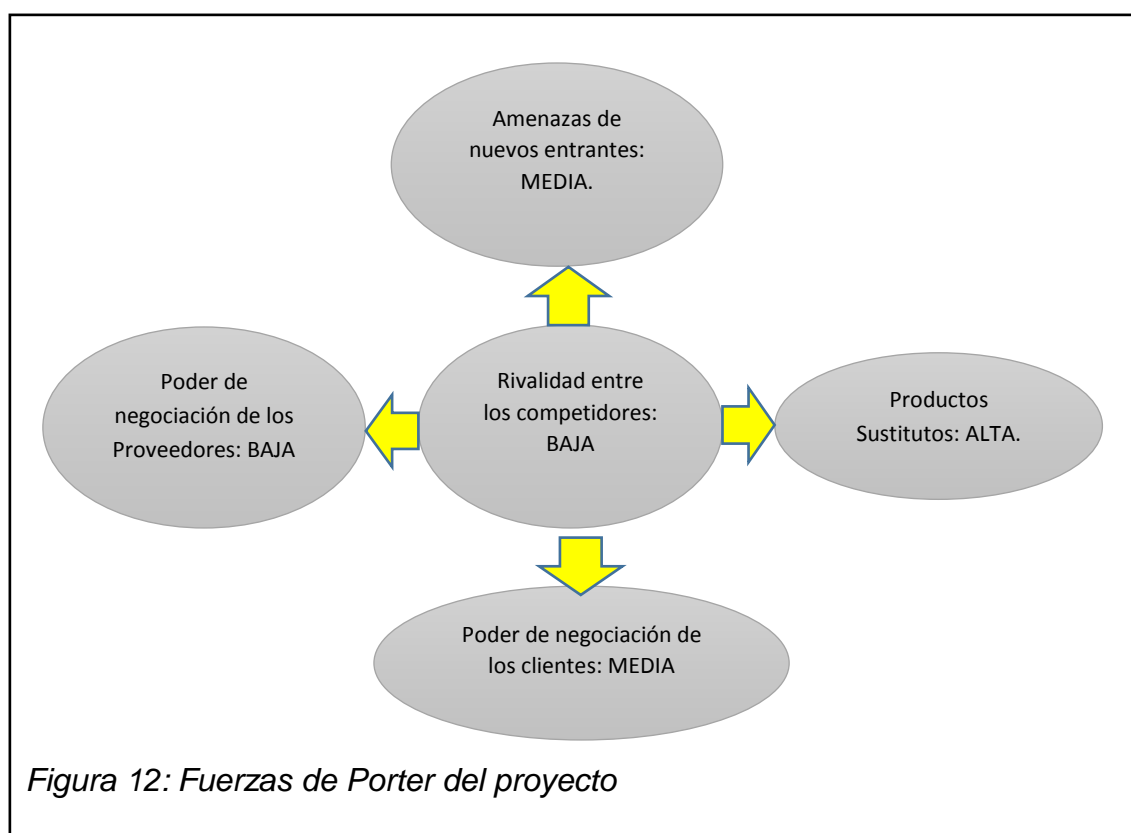 Amenazas de
nuevos entrantes:
MEDIA.
Poder de
negociación de los
Proveedores: BAJA
Rivalidad entre
los competidores:
BAJA
Productos
Sustitutos: ALTA.
Poder de negociación de
los clientes: MEDIA
Figura 12: Fuerzas de Porter del proyecto